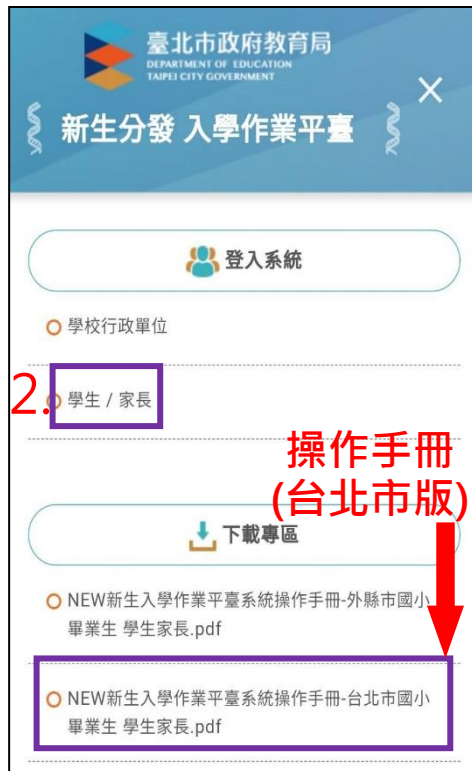 臺北市政府教育局
DEPARTMENT OF EDUCATION
TAIPEI CITY GOVERNMENT
新生分發 入學作業平臺
登入系統
學校行政單位
2.
學生 / 家長
操作手冊
(台北市版)
下載專區
NEW新生入學作業平臺系統操作手冊-外縣市國小
畢業生 學生家長.pdf
NEW新生入學作業平臺系統操作手冊-台北市國小
畢業生 學生家長.pdf